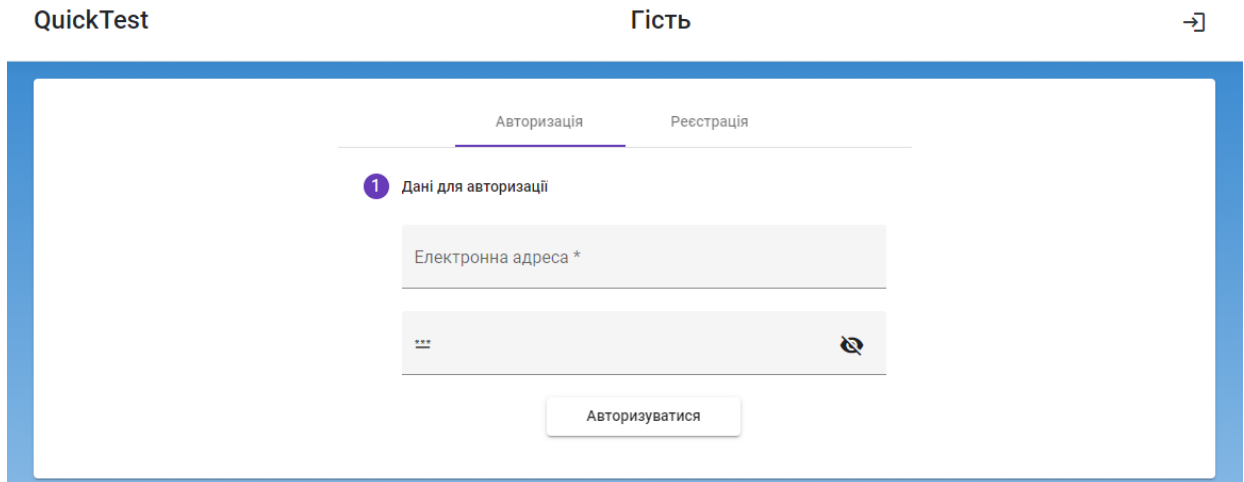 QuickTest Гість
Авторизація Реєстрація
1 Дані для авторизації
Електронна адреса *
***
Авторизуватися